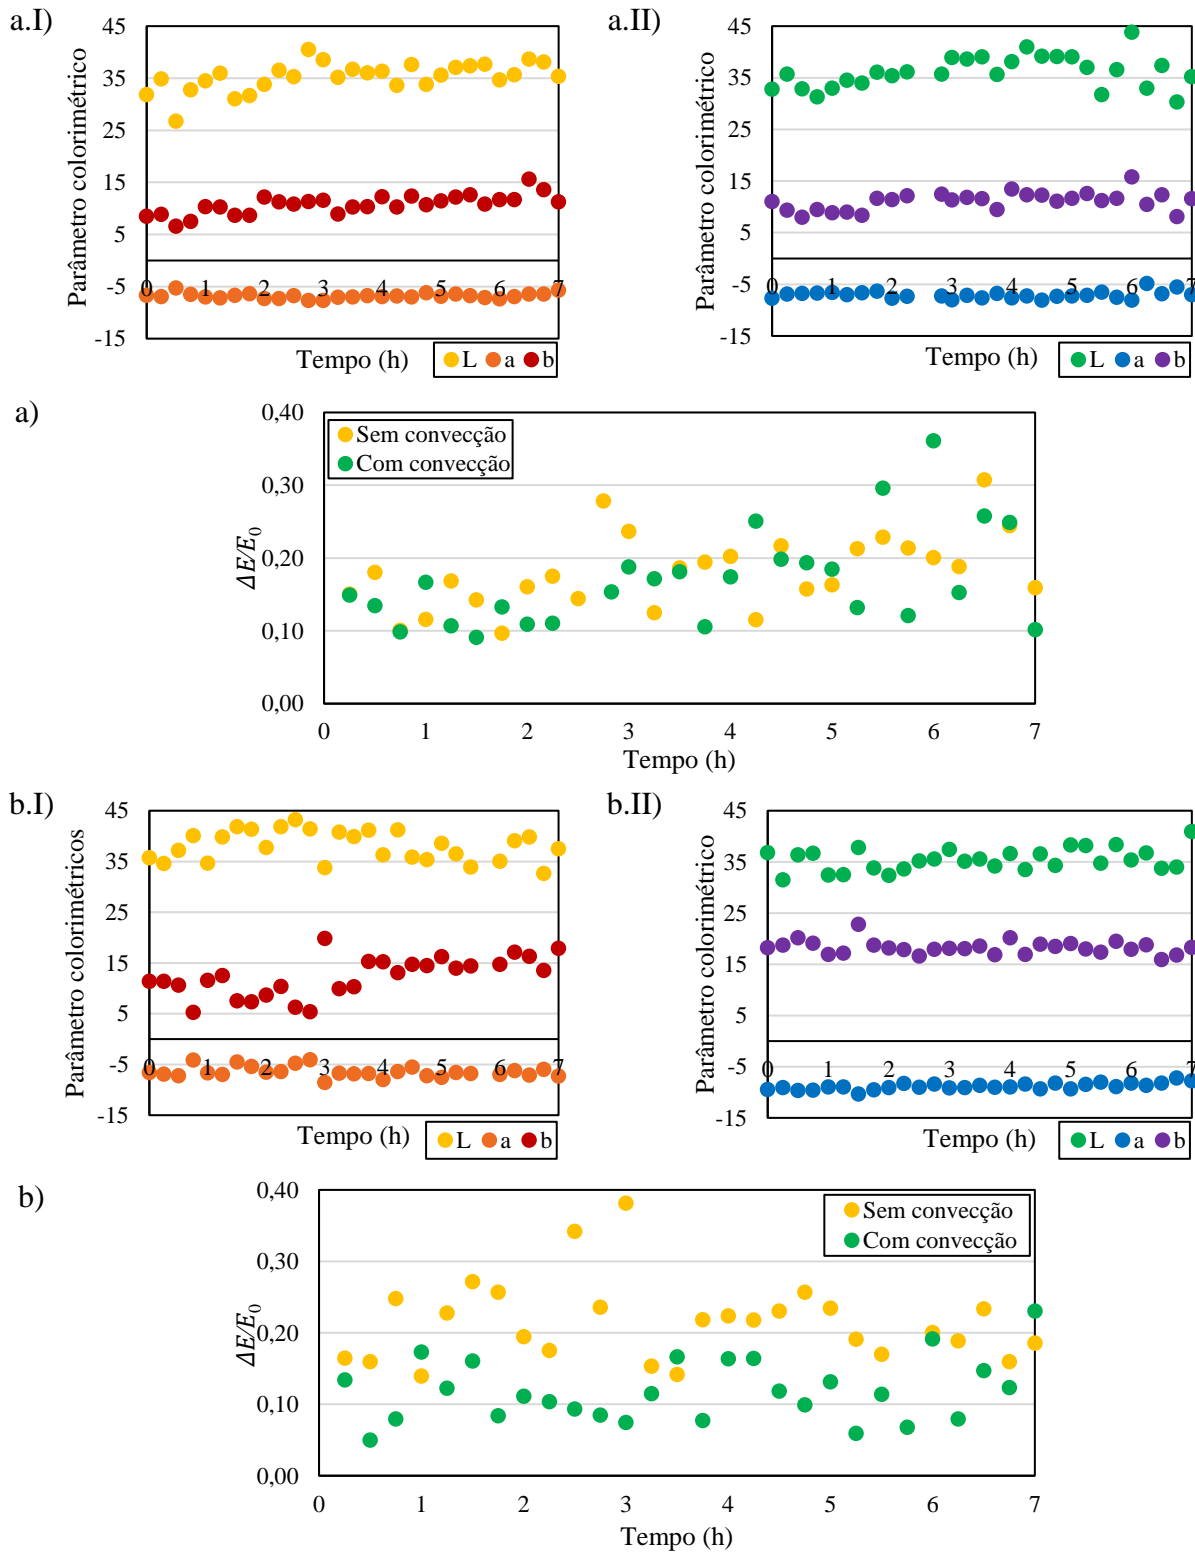 a.I)
Parâmetro colorimétrico
45
35
25
15
5
-5
-15
0 1 2 3 4 5 6 7
Tempo (h)
L a b
a.II)
Parâmetro colorimétrico
45
35
25
15
5
-5
-15
0 1 2 3 4 5 6 7
Tempo (h)
L a b
a)
ΔE/E0
0,40
0,30
0,20
0,10
0,00
Sem convecção
Com convecção
0 1 2 3 4 5 6 7
Tempo (h)
b.I)
Parâmetro colorimétricos
45
35
25
15
5
-5
-15
0 1 2 3 4 5 6 7
Tempo (h)
L a b
b.II)
Parâmetro colorimétrico
45
35
25
15
5
-5
-15
0 1 2 3 4 5 6 7
Tempo (h)
L a b
b)
ΔE/E0
0,40
0,30
0,20
0,10
0,00
Sem convecção
Com convecção
0 1 2 3 4 5 6 7
Tempo (h)